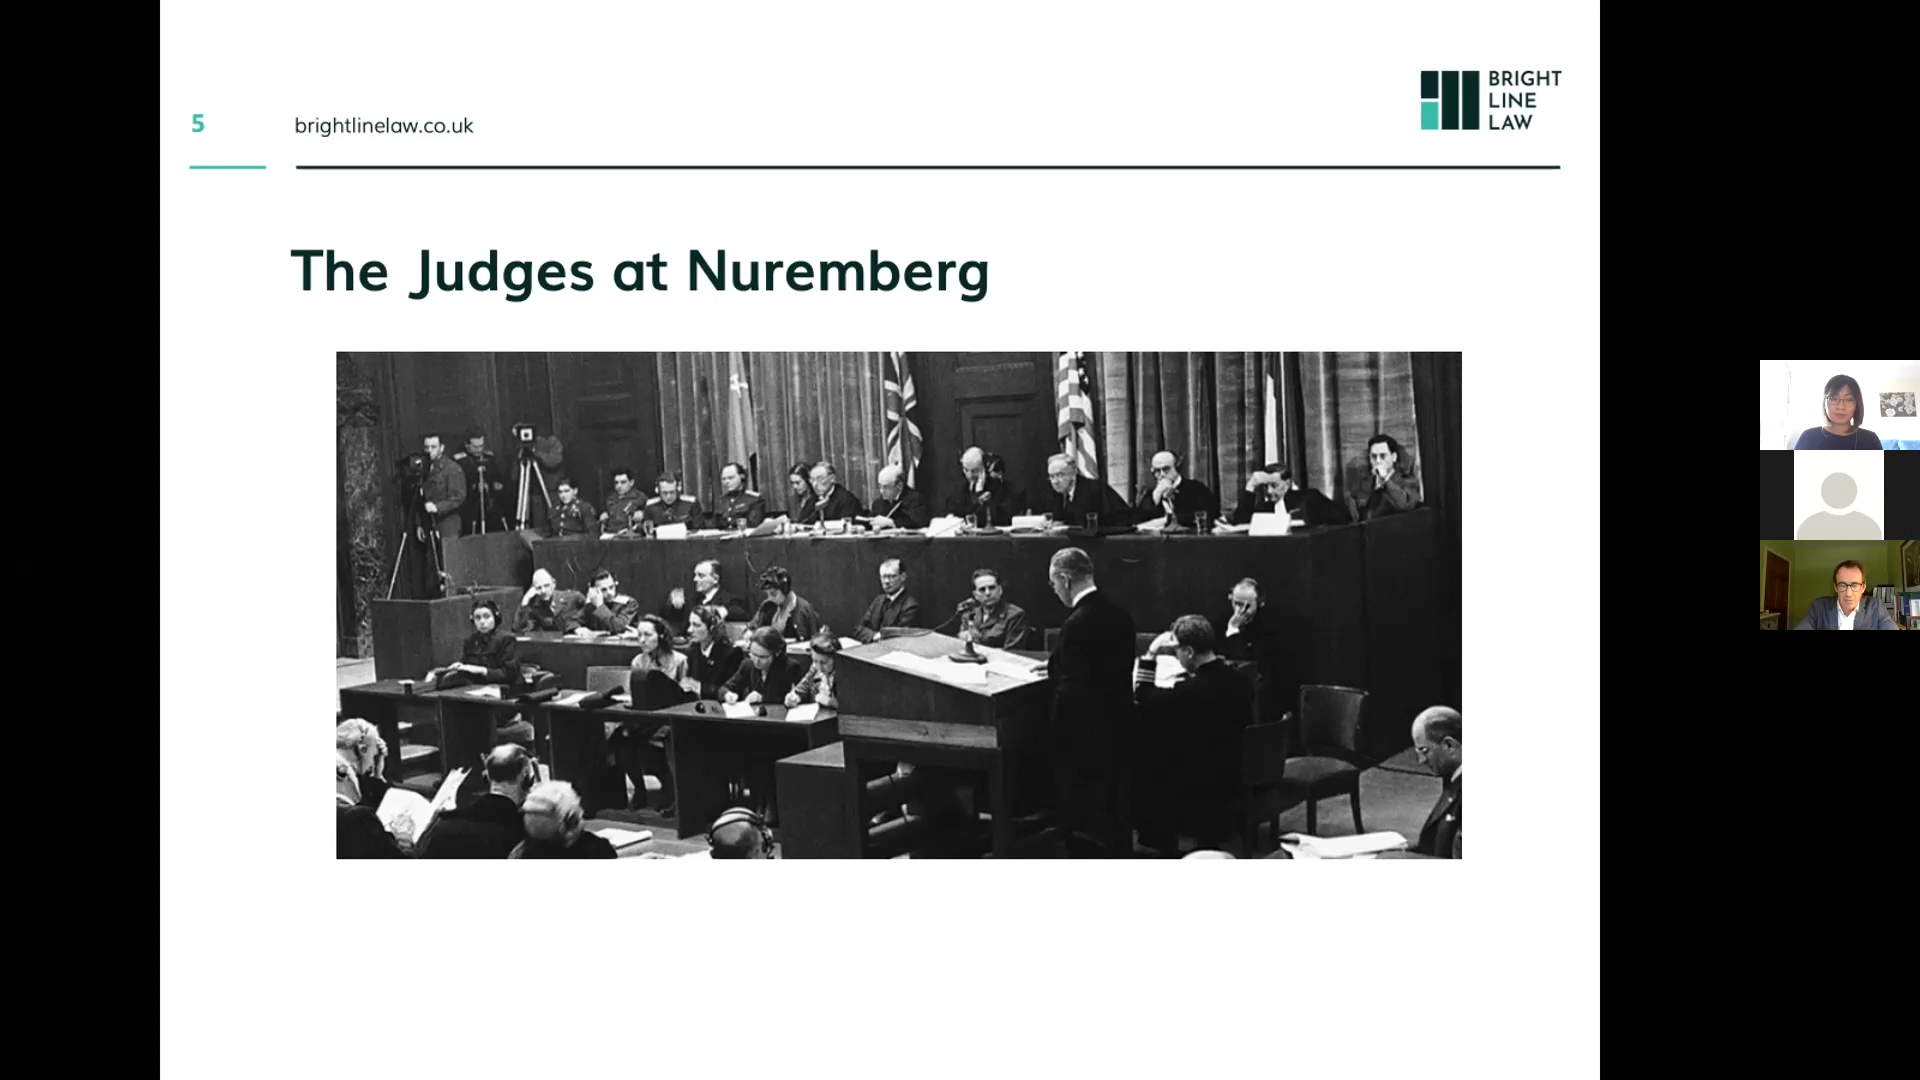 5
brightlinelaw.co.uk
BRIGHT
LINE
LAW
The Judges at Nuremberg